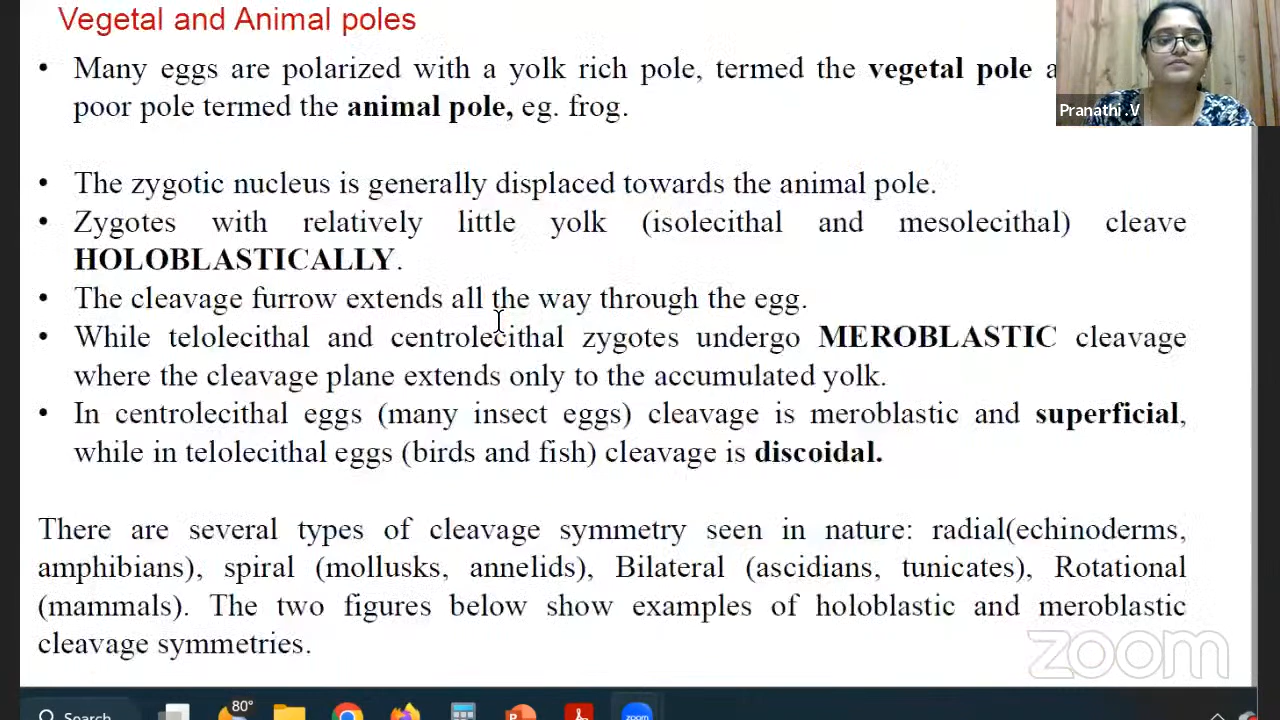 Vegetal and Animal poles
• Many eggs are polarized with a yolk rich pole, termed the vegetal pole a
poor pole termed the animal pole, eg. frog.
Pranathi .V
• The zygotic nucleus is generally displaced towards the animal pole.
• Zygotes with relatively little yolk (isolecithal and mesolecithal) cleave
HOLOBLASTICALLY.
• The cleavage furrow extends all the way through the egg.
• While telolecithal and centrolecithal zygotes undergo MEROBLASTIC cleavage
where the cleavage plane extends only to the accumulated yolk.
• In centrolecithal eggs (many insect eggs) cleavage is meroblastic and superficial,
while in telolecithal eggs (birds and fish) cleavage is discoidal.
There are several types of cleavage symmetry seen in nature: radial(echinoderms,
amphibians), spiral (mollusks, annelids), Bilateral (ascidians, tunicates), Rotational
(mammals). The two figures below show examples of holoblastic and meroblastic
cleavage symmetries.
zoom
80°
Search
zoom